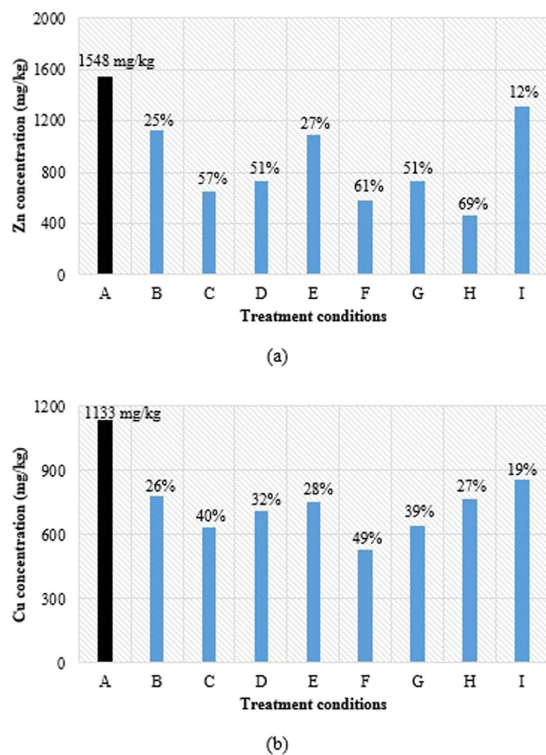 2000
1600
1200
800
400
0
Zn concentration (mg/kg)
1548 mg/kg
25%
57%
51%
27%
61%
51%
69%
12%
A B C D E F G H I
Treatment conditions
(a)
1200
900
600
300
0
Cu concentration (mg/kg)
1133 mg/kg
26%
40%
32%
28%
49%
39%
27%
19%
A B C D E F G H I
Treatment conditions
(b)